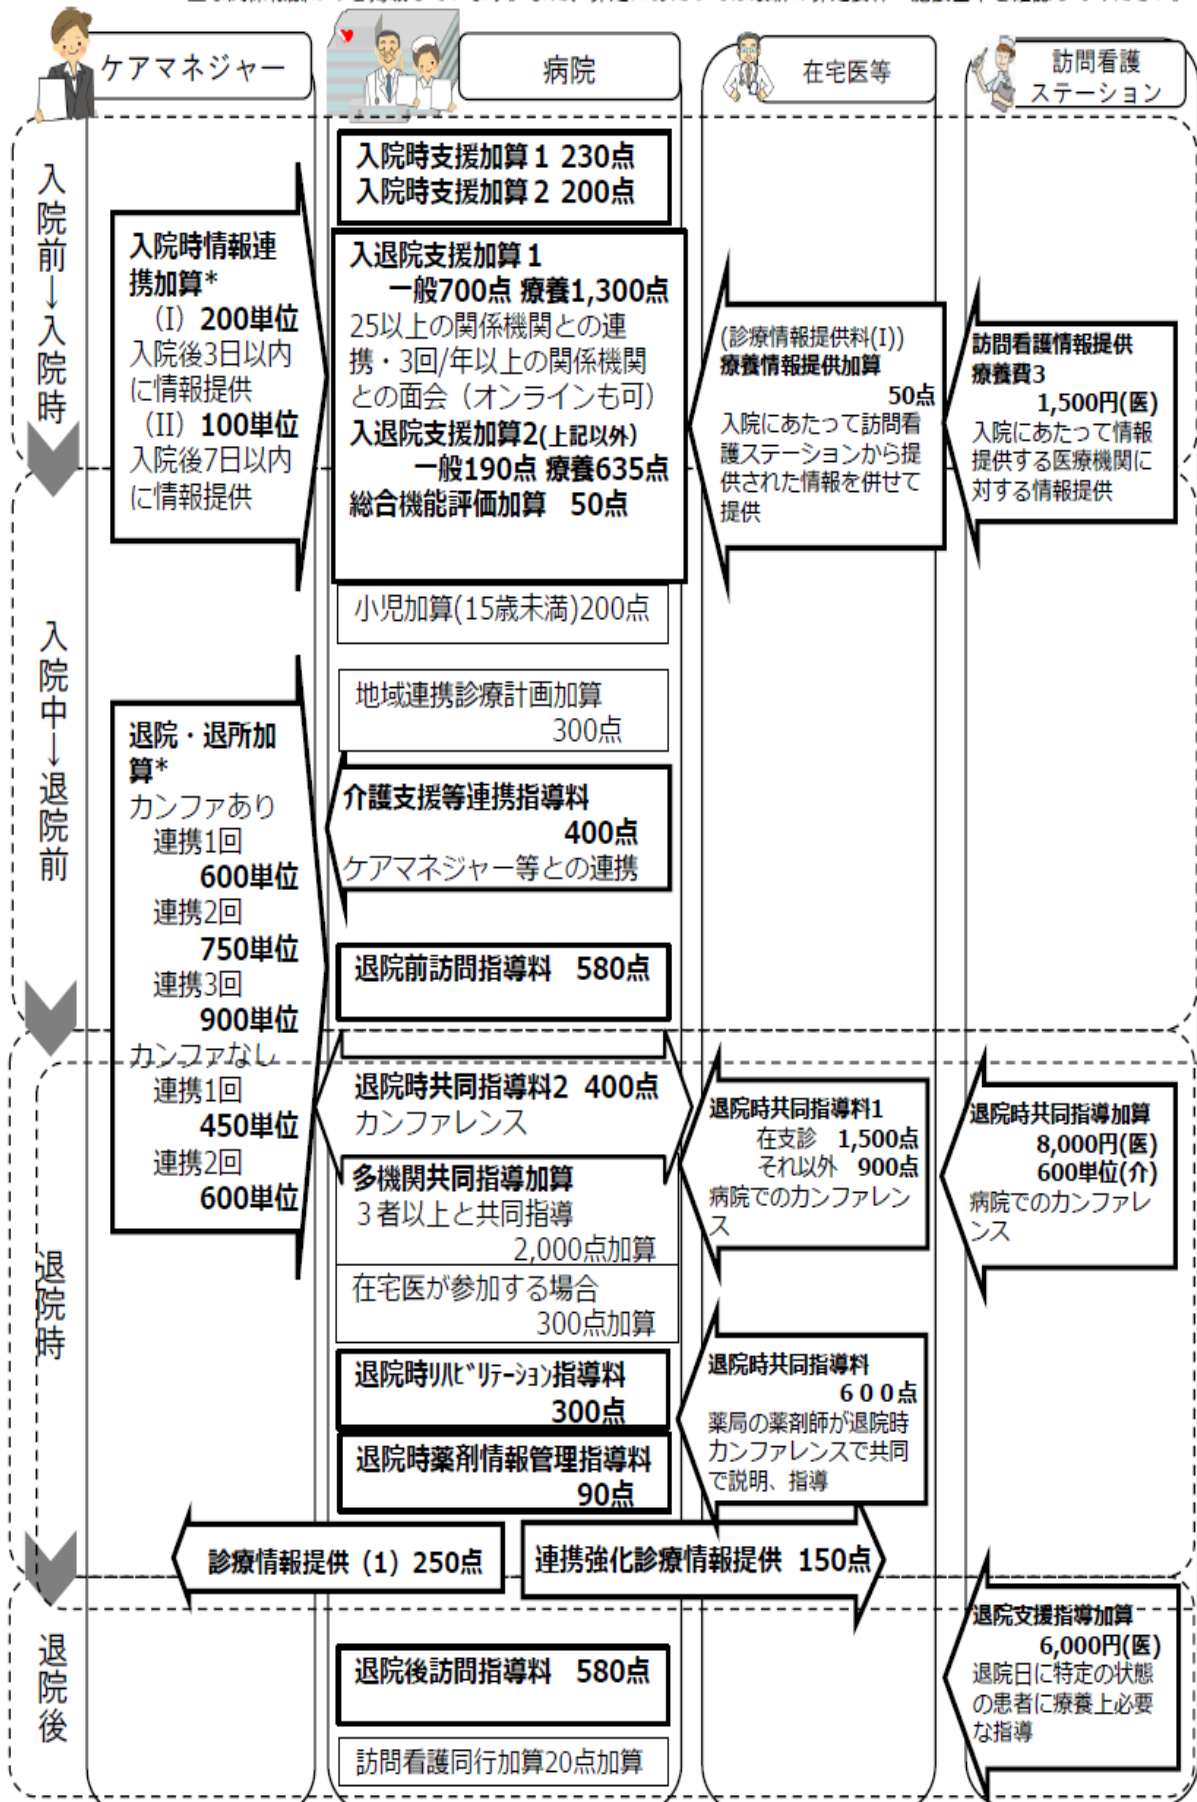 ケアマネジャー
病院
在宅医等
訪問看護
ステーション
入院前→入院時
入院時情報連
携加算*
(I) 200単位
入院後3日以内
に情報提供
(II) 100単位
入院後7日以内
に情報提供
入院時支援加算1 230点
入院時支援加算2 200点
入退院支援加算1
一般700点 療養1,300点
25以上の関係機関との連
携・3回/年以上の関係機関
との面会（オンラインも可）
入退院支援加算2(上記以外)
一般190点 療養635点
総合機能評価加算 50点
小児加算(15歳未満)200点
(診療情報提供料(I))
療養情報提供加算
50点
入院にあたって訪問看
護ステーションから提
供された情報を併せて
提供
訪問看護情報提供
療養費3
1,500円(医)
入院にあたって情報
提供する医療機関に
対する情報提供
入院中→退院前
退院・退所加
算*
カンファあり
連携1回
600単位
連携2回
750単位
連携3回
900単位
カンファなし
連携1回
450単位
連携2回
600単位
地域連携診療計画加算
300点
介護支援等連携指導料
400点
ケアマネジャー等との連携
退院前訪問指導料 580点
退院時
退院時共同指導料2 400点
カンファレンス
多機関共同指導加算
３者以上と共同指導
2,000点加算
在宅医が参加する場合
300点加算
退院時ﾘﾊﾋﾞﾘﾃｰｼｮﾝ指導料
300点
退院時薬剤情報管理指導料
90点
退院時共同指導料1
在支診 1,500点
それ以外 900点
病院でのカンファレン
ス
退院時共同指導加算
8,000円(医)
600単位(介)
病院でのカンファレ
ンス
退院時共同指導料
６００点
薬局の薬剤師が退院時
カンファレンスで共同
で説明、指導
診療情報提供 (1) 250点
連携強化診療情報提供 150点
退院後
退院後訪問指導料 580点
訪問看護同行加算20点加算
退院支援指導加算
6,000円(医)
退院日に特定の状態
の患者に療養上必要
な指導